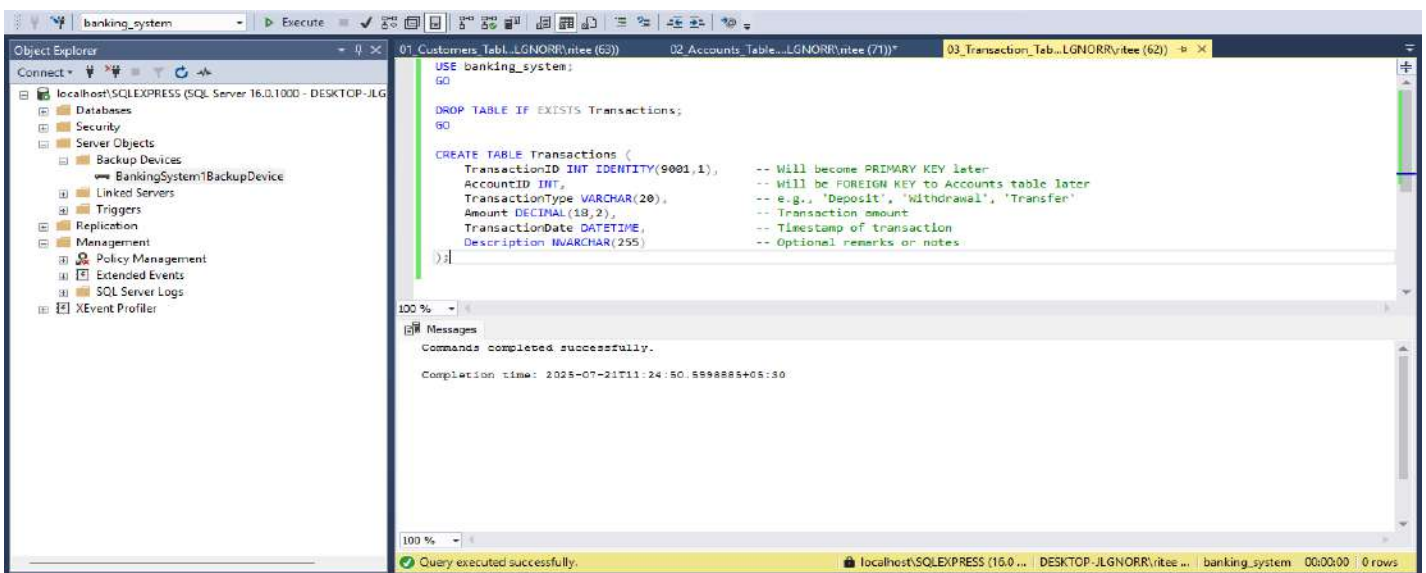 banking_system
Execute
Object Explorer
Connect
localhost\SQLEXPRESS (SQL Server 16.0.1000 - DESKTOP-JLG
Databases
Security
Server Objects
Backup Devices
BankingSystem1BackupDevice
Linked Servers
Triggers
Replication
Management
Policy Management
Extended Events
SQL Server Logs
XEvent Profiler
01_Customers_Tabl...LGNORR\ritee (63))
02_Accounts_Table....LGNORR\ritee (71))*
03_Transaction_Tab...LGNORR\ritee (62))
USE banking_system;
GO
DROP TABLE IF EXISTS Transactions;
GO
CREATE TABLE Transactions (
TransactionID INT IDENTITY(9001,1), -- Will become PRIMARY KEY later
AccountID INT, -- Will be FOREIGN KEY to Accounts table later
TransactionType VARCHAR(20), -- e.g., 'Deposit', 'Withdrawal', 'Transfer'
Amount DECIMAL(18,2), -- Transaction amount
TransactionDate DATETIME, -- Timestamp of transaction
Description NVARCHAR(255) -- Optional remarks or notes
);
100 %
Messages
Commands completed successfully.
Completion time: 2025-07-21T11:24:50.5598885+05:30
100 %
Query executed successfully.
localhost\SQLEXPRESS (16.0 ...
DESKTOP-JLGNORR\ritee ...
banking_system
00:00:00
0 rows